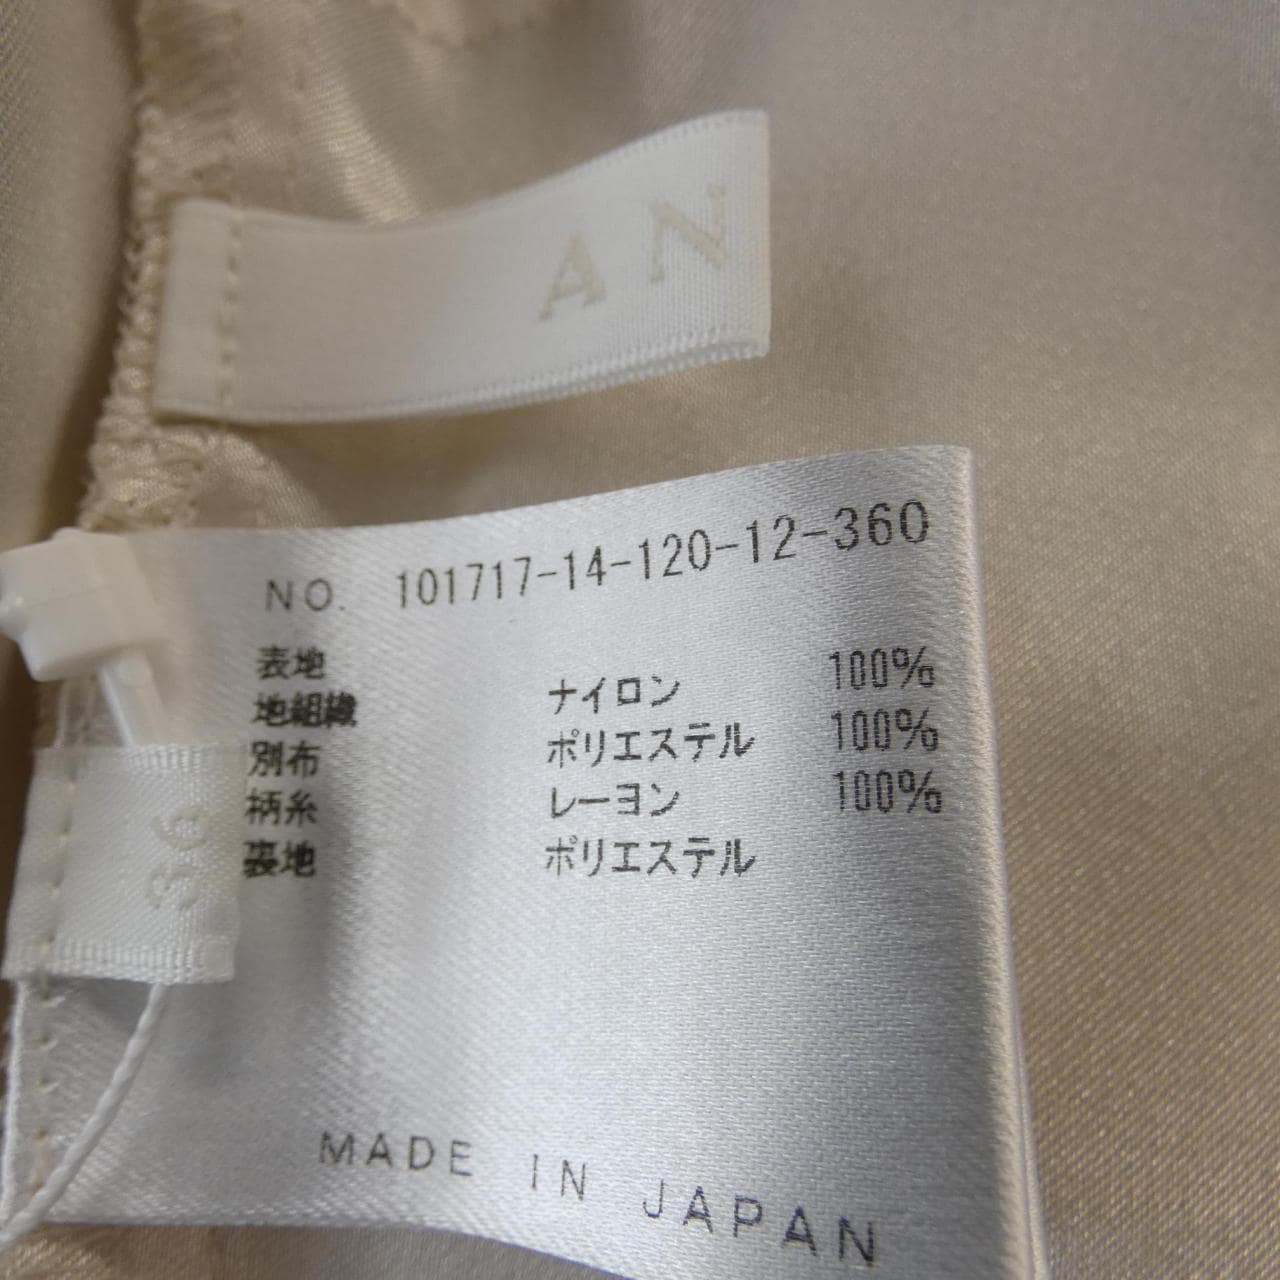 AN
NO. 101717-14-120-12-360
表地
地組織 ナイロン 100%
別布 ポリエステル 100%
柄糸 レーヨン 100%
裏地 ポリエステル
36
MADE IN JAPAN